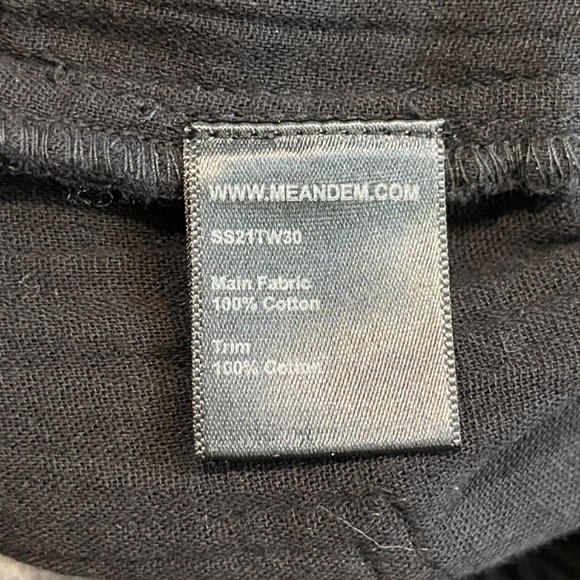 WWW.MEANDEM.COM
SS21TW30
Main Fabric
100% Cotton
Trim
100% Cotton